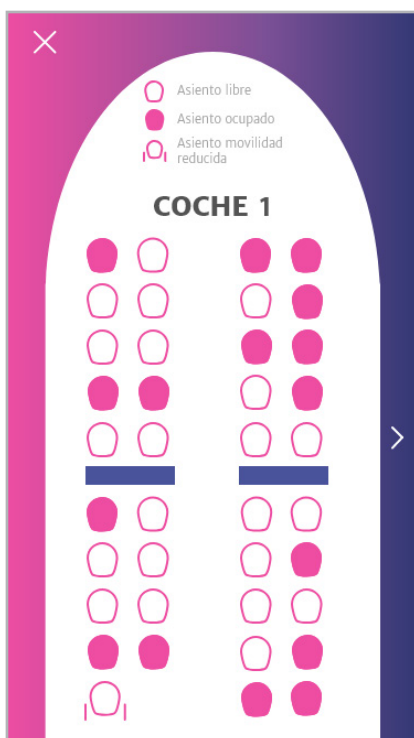 Asiento libre
Asiento ocupado
Asiento movilidad
reducida
COCHE 1